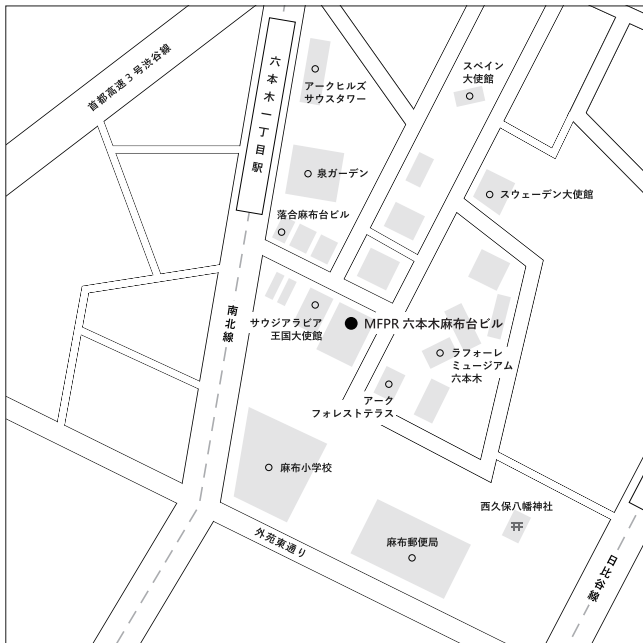 首都高速3号渋谷線
六本木一丁目駅
アークヒルズ
サウスタワー
スペイン
大使館
泉ガーデン
スウェーデン大使館
落合麻布台ビル
南北線
サウジアラビア
王国大使館
MFPR 六本木麻布台ビル
ラフォーレ
ミュージアム
六本木
アーク
フォレストテラス
麻布小学校
西久保八幡神社
外苑東通り
麻布郵便局
日比谷線